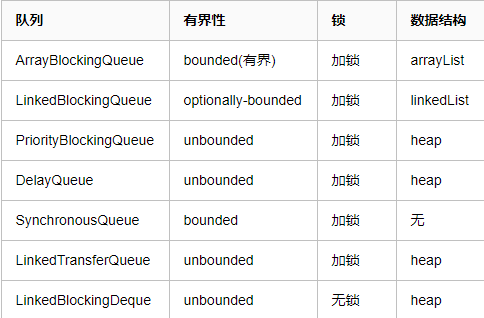 队列 有界性 锁 数据结构
ArrayBlockingQueue bounded(有界) 加锁 arrayList
LinkedBlockingQueue optionally-bounded 加锁 linkedList
PriorityBlockingQueue unbounded 加锁 heap
DelayQueue unbounded 加锁 heap
SynchronousQueue bounded 加锁 无
LinkedTransferQueue unbounded 加锁 heap
LinkedBlockingDeque unbounded 无锁 heap